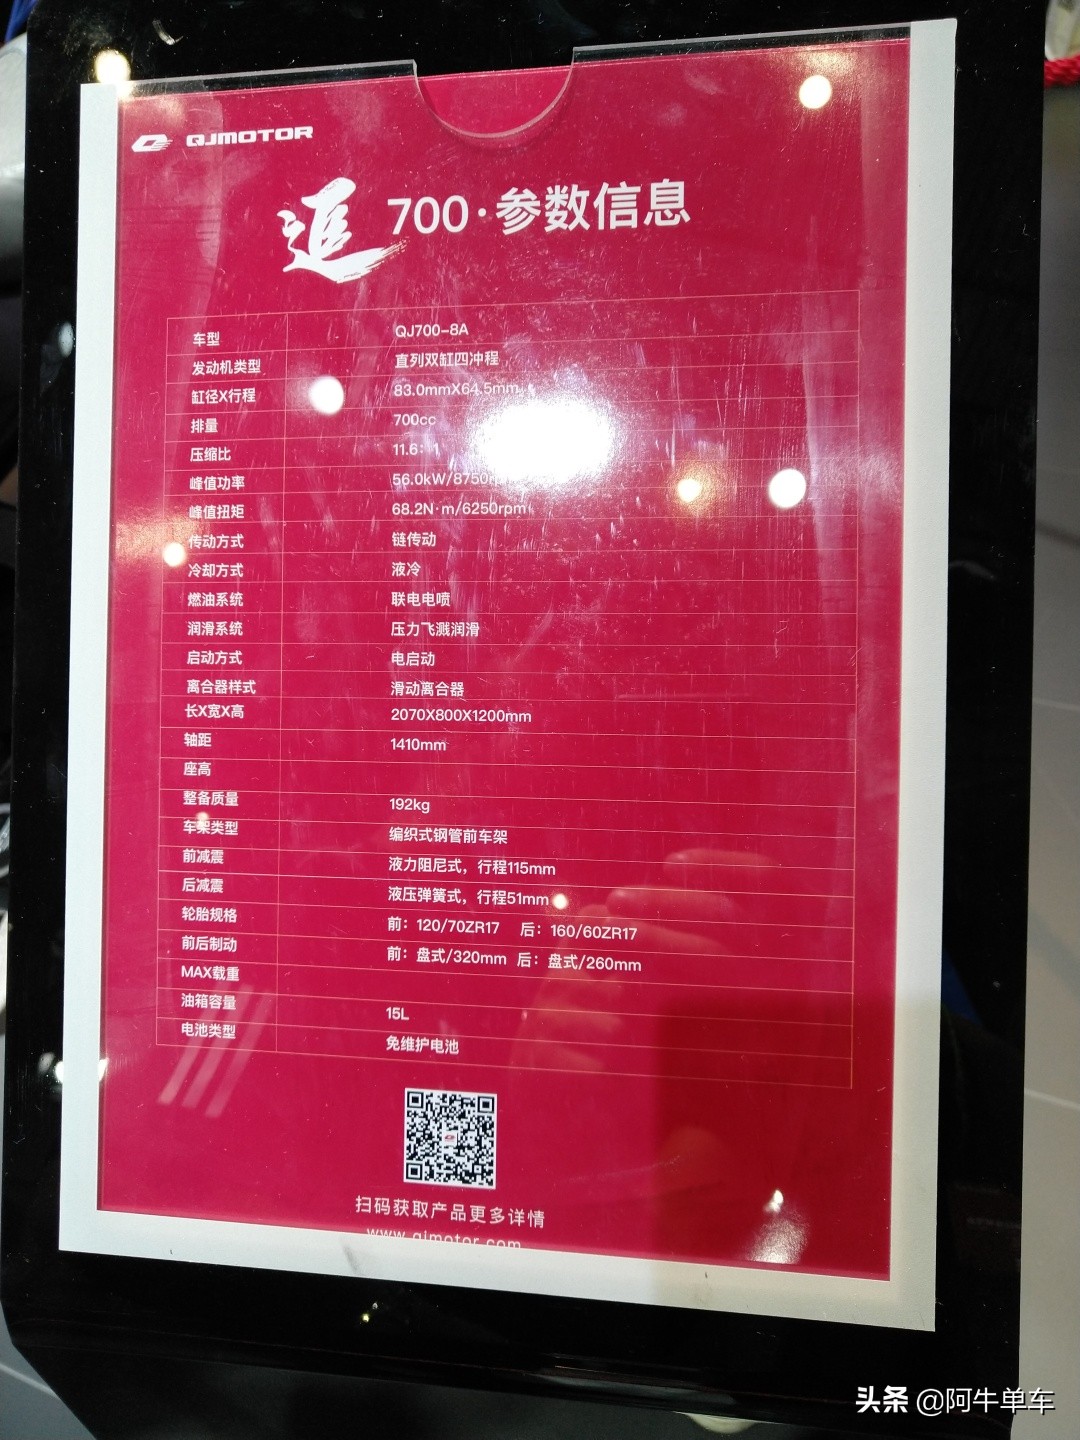 QJMOTOR
追 700·参数信息
车型 QJ700-8A
发动机类型 直列双缸四冲程
缸径X行程 83.0mmX64.5mm
排量 700cc
压缩比 11.6：1
峰值功率 56.0kW/8750rpm
峰值扭矩 68.2N·m/6250rpm
传动方式 链传动
冷却方式 液冷
燃油系统 联电电喷
润滑系统 压力飞溅润滑
启动方式 电启动
离合器样式 滑动离合器
长X宽X高 2070X800X1200mm
轴距 1410mm
座高
整备质量 192kg
车架类型 编织式钢管前车架
前减震 液力阻尼式，行程115mm
后减震 液压弹簧式，行程51mm
轮胎规格 前：120/70ZR17 后：160/60ZR17
前后制动 前：盘式/320mm 后：盘式/260mm
MAX载重
油箱容量 15L
电池类型 免维护电池
扫码获取产品更多详情
www.qjmotor.com
头条 @阿牛单车